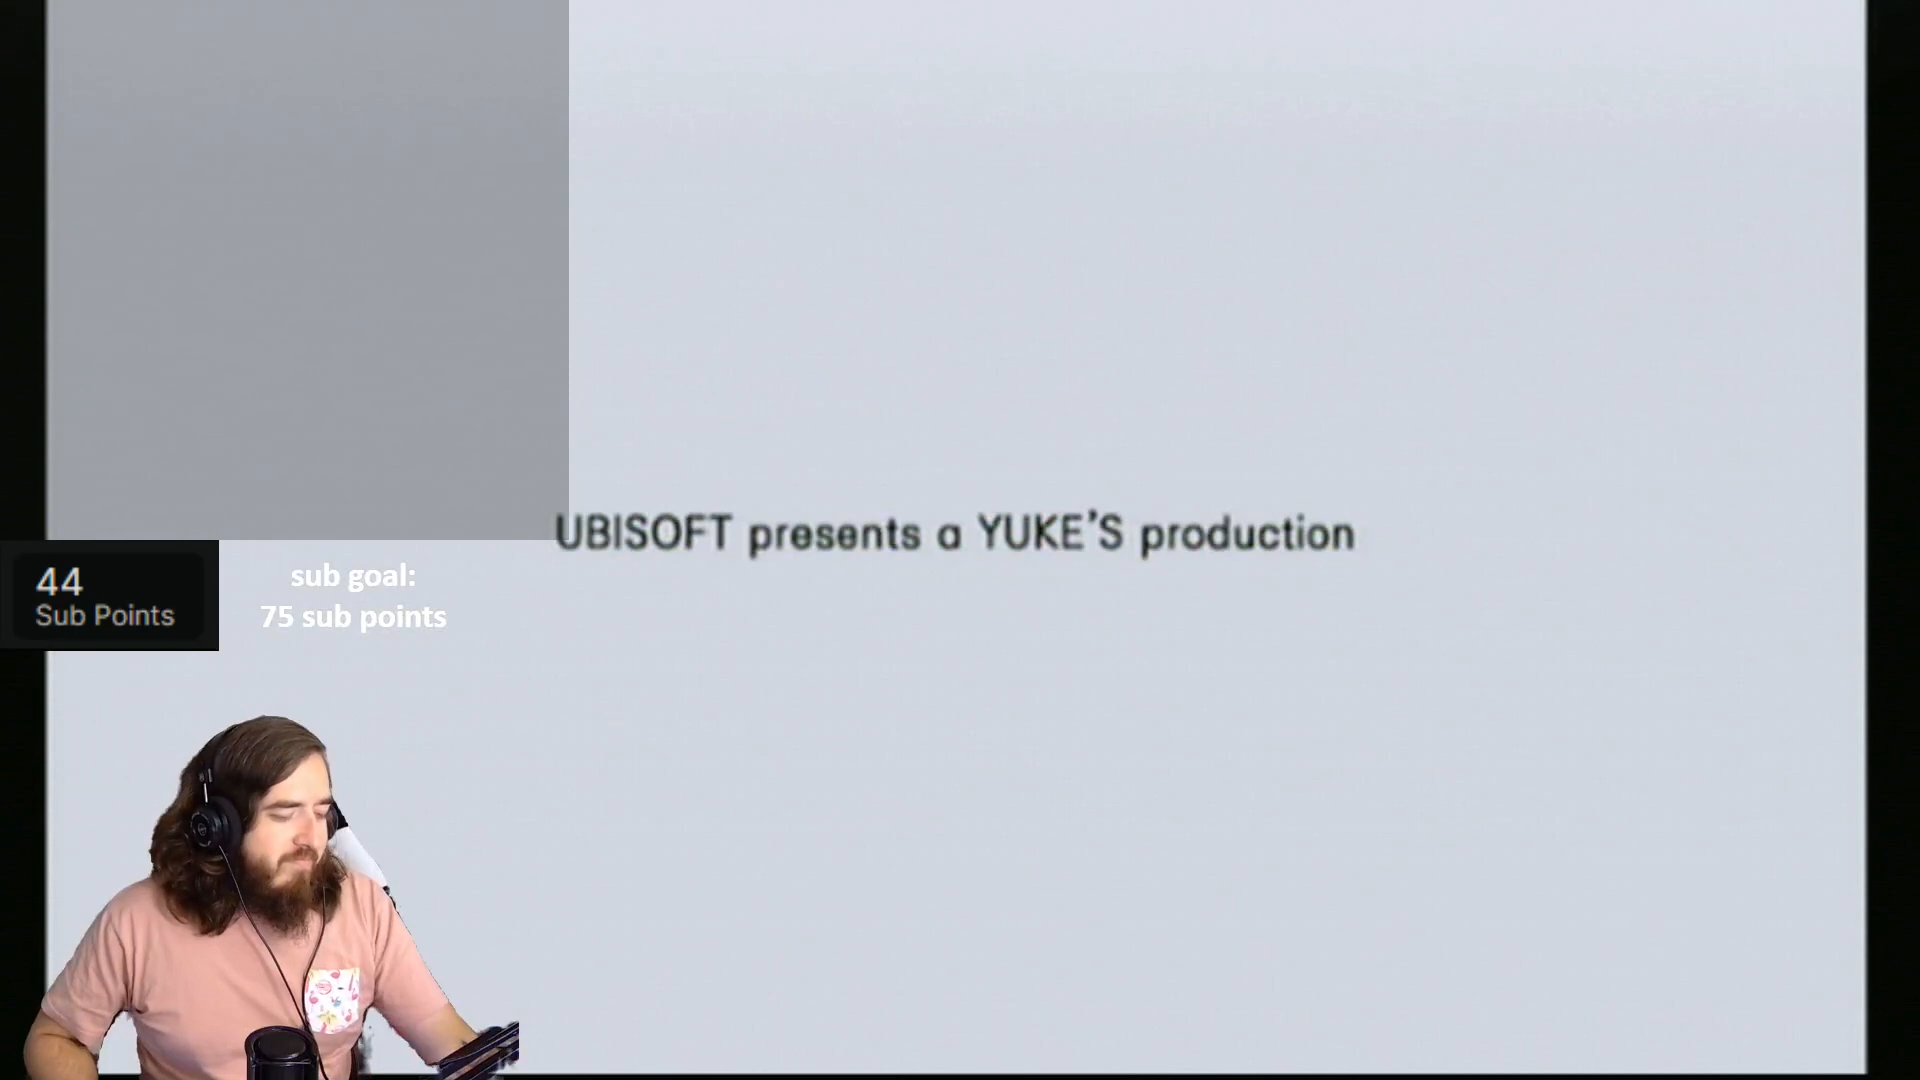 UBISOFT presents a YUKE'S production
44
Sub Points
sub goal:
75 sub points